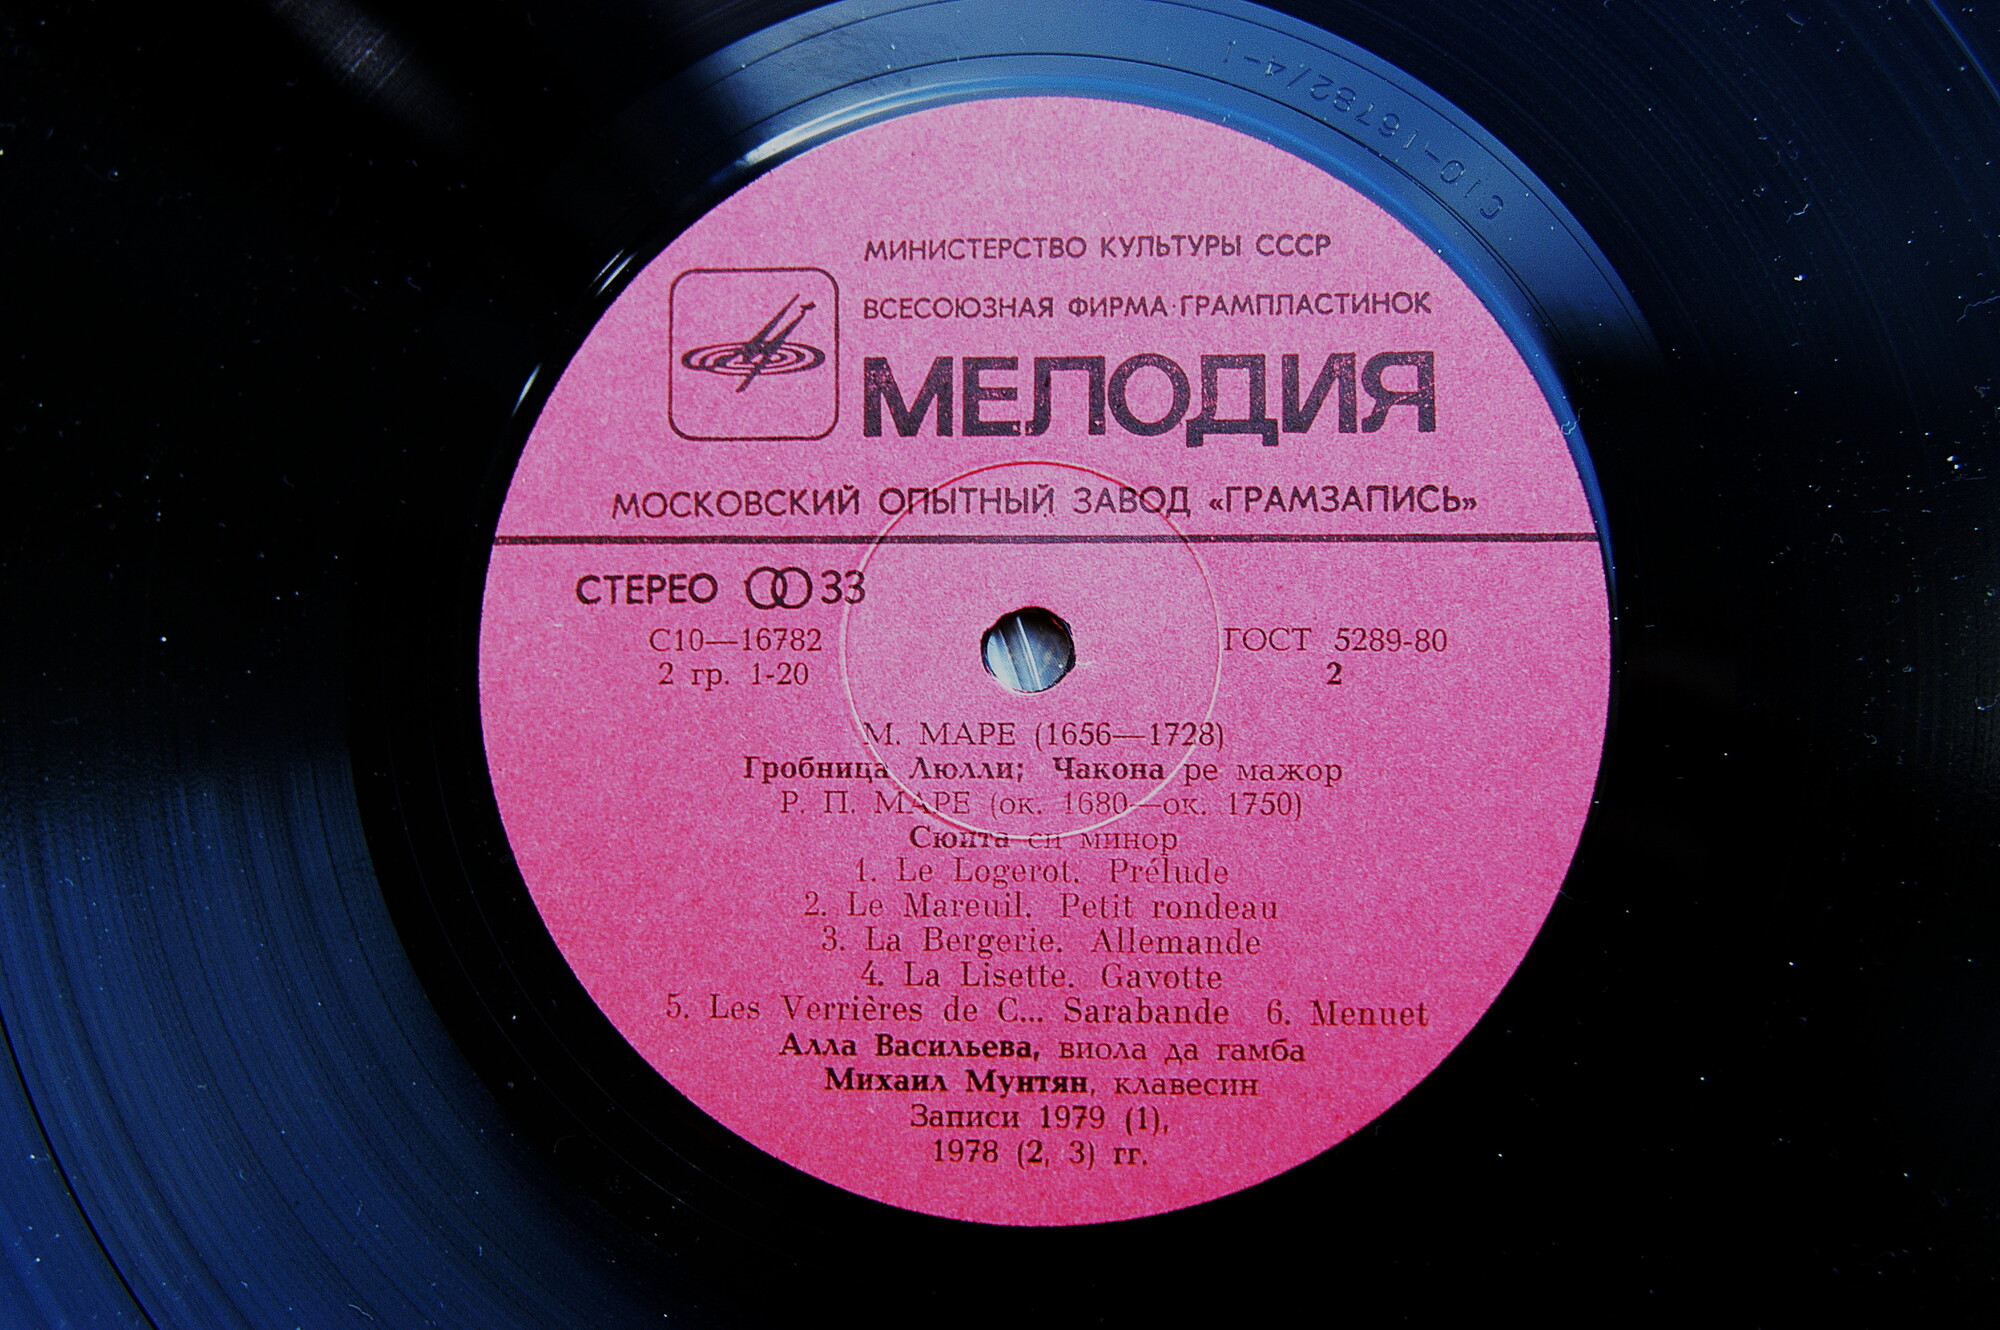 С10-16782/4-1
МИНИСТЕРСТВО КУЛЬТУРЫ СССР
ВСЕСОЮЗНАЯ ФИРМА·ГРАМПЛАСТИНОК
МЕЛОДИЯ
МОСКОВСКИЙ ОПЫТНЫЙ ЗАВОД «ГРАМЗАПИСЬ»
СТЕРЕО 33
С10—16782 ГОСТ 5289-80
2 гр. 1-20 2
М. МАРЕ (1656—1728)
Гробница Люлли; Чакона ре мажор
Р. П. МАРЕ (ок. 1680—ок. 1750)
Сюита си минор
1. Le Logerot. Prélude
2. Le Mareuil. Petit rondeau
3. La Bergerie. Allemande
4. La Lisette. Gavotte
5. Les Verrières de C... Sarabande 6. Menuet
Алла Васильева, виола да гамба
Михаил Мунтян, клавесин
Записи 1979 (1),
1978 (2, 3) гг.